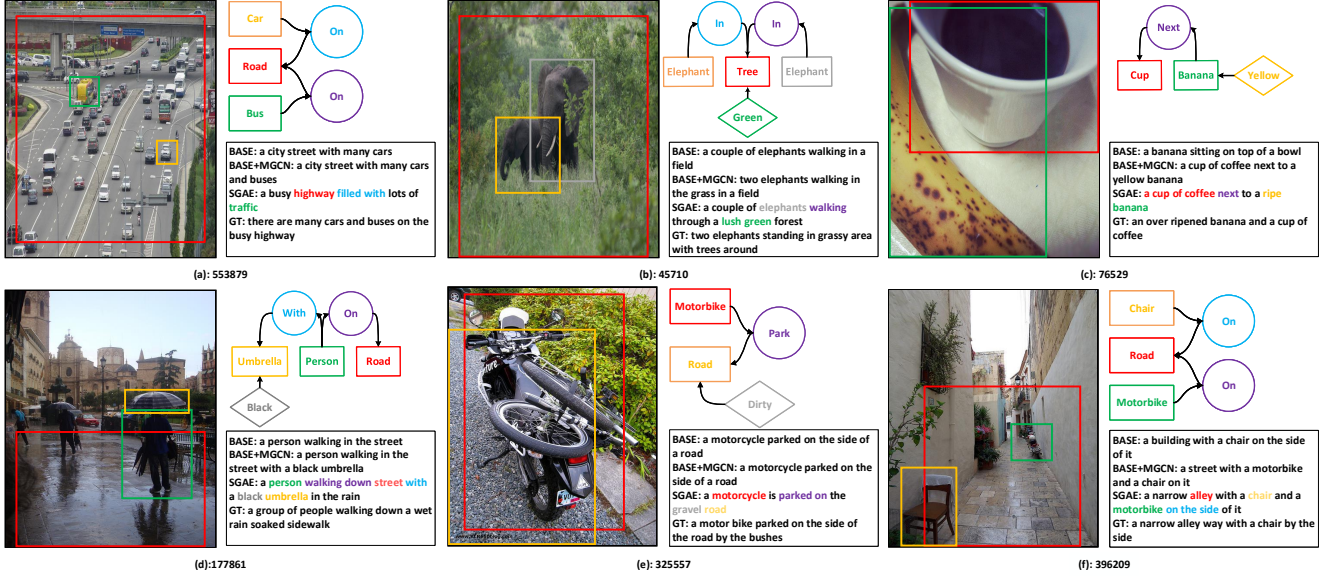 Car
On
Road
On
Bus
BASE: a city street with many cars
BASE+MGCN: a city street with many cars
and buses
SGAE: a busy highway filled with lots of
traffic
GT: there are many cars and buses on the
busy highway
(a): 553879
In
In
Elephant
Tree
Elephant
Green
BASE: a couple of elephants walking in a
field
BASE+MGCN: two elephants walking in
the grass in a field
SGAE: a couple of elephants walking
through a lush green forest
GT: two elephants standing in grassy area
with trees around
(b): 45710
Next
Cup
Banana
Yellow
BASE: a banana sitting on top of a bowl
BASE+MGCN: a cup of coffee next to a
yellow banana
SGAE: a cup of coffee next to a ripe
banana
GT: an over ripened banana and a cup of
coffee
(c): 76529
With
On
Umbrella
Person
Road
Black
BASE: a person walking in the street
BASE+MGCN: a person walking in the
street with a black umbrella
SGAE: a person walking down street with
a black umbrella in the rain
GT: a group of people walking down a wet
rain soaked sidewalk
(d):177861
Motorbike
Park
Road
Dirty
BASE: a motorcycle parked on the side of
a road
BASE+MGCN: a motorcycle parked on the
side of a road
SGAE: a motorcycle is parked on the
gravel road
GT: a motor bike parked on the side of
the road by the bushes
(e): 325557
Chair
On
Road
On
Motorbike
BASE: a building with a chair on the side
of it
BASE+MGCN: a street with a motorbike
and a chair on it
SGAE: a narrow alley with a chair and a
motorbike on the side of it
GT: a narrow alley way with a chair by the
side
(f): 396209